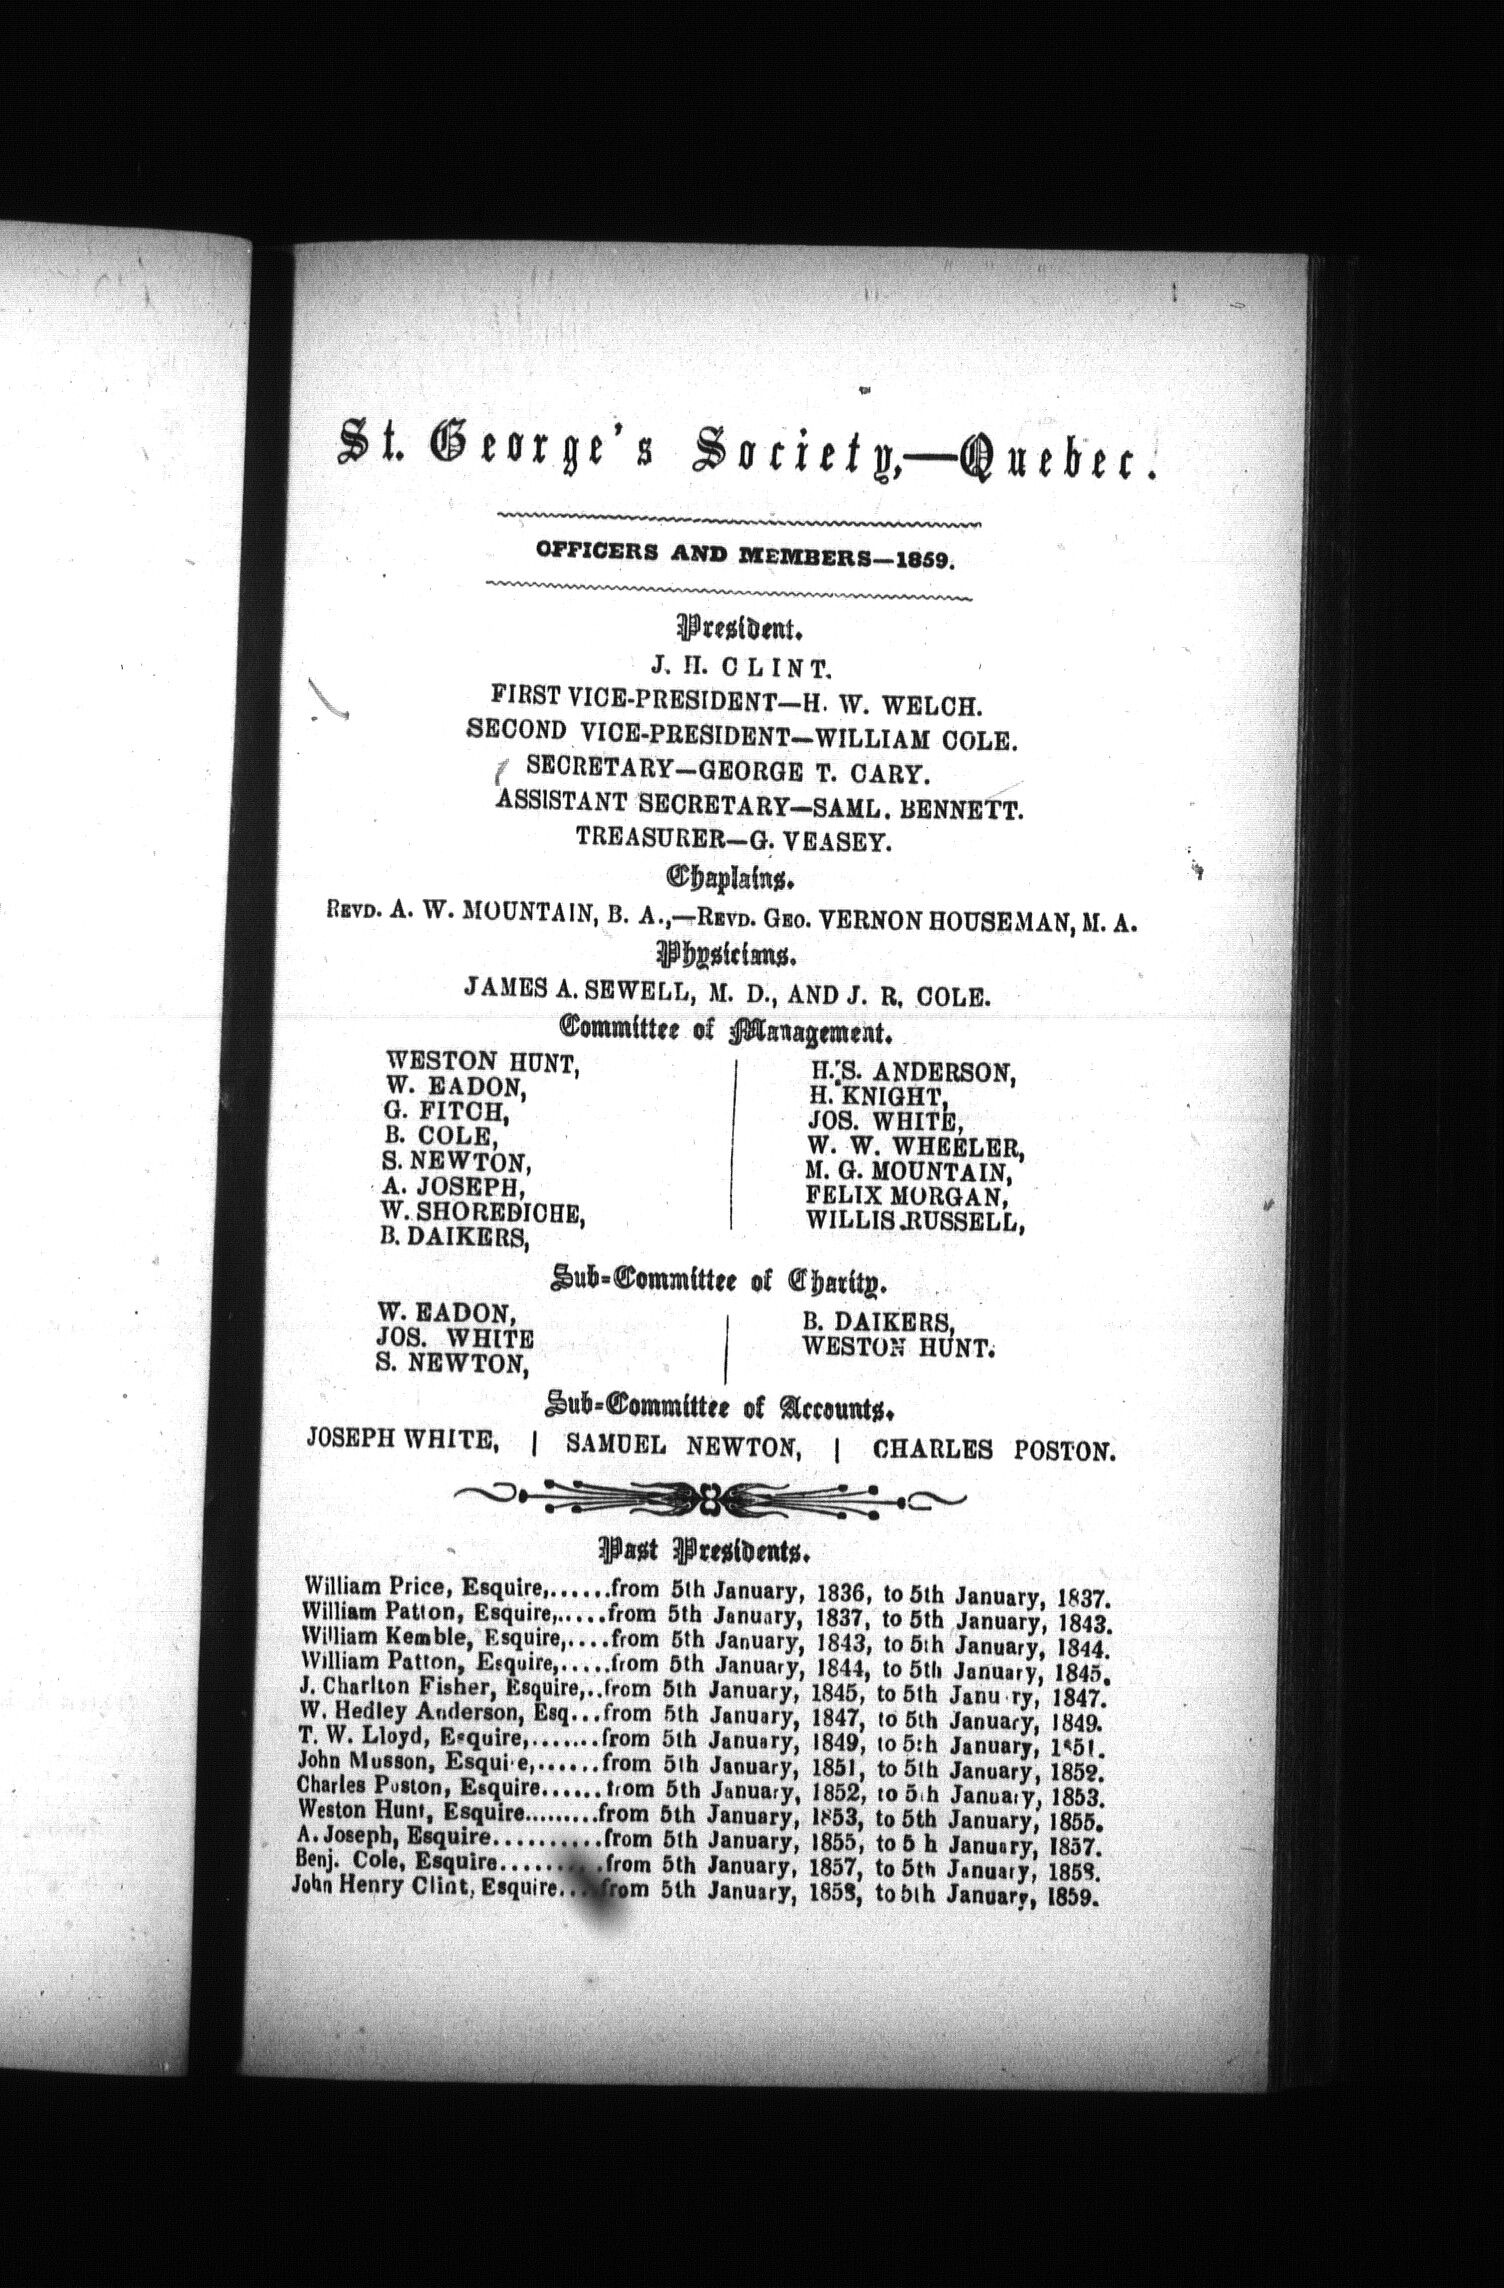 St. George's Society,—Quebec.
OFFICERS AND MEMBERS—1859.
President.
J. H. CLINT.
FIRST VICE-PRESIDENT—H. W. WELCH.
SECOND VICE-PRESIDENT—WILLIAM COLE.
SECRETARY—GEORGE T. CARY.
ASSISTANT SECRETARY—SAML. BENNETT.
TREASURER—G. VEASEY.
Chaplains.
REVD. A. W. MOUNTAIN, B. A.,—REVD. GEO. VERNON HOUSEMAN, M. A.
Physicians.
JAMES A. SEWELL, M. D., AND J. R. COLE.
Committee of Management.
WESTON HUNT,
W. EADON,
G. FITCH,
B. COLE,
S. NEWTON,
A. JOSEPH,
W. SHOREDICHE,
B. DAIKERS,
H. S. ANDERSON,
H. KNIGHT,
JOS. WHITE,
W. W. WHEELER,
M. G. MOUNTAIN,
FELIX MORGAN,
WILLIS RUSSELL,
Sub-Committee of Charity.
W. EADON,
JOS. WHITE
S. NEWTON,
B. DAIKERS,
WESTON HUNT.
Sub-Committee of Accounts.
JOSEPH WHITE, | SAMUEL NEWTON, | CHARLES POSTON.
Past Presidents.
William Price, Esquire,......from 5th January, 1836, to 5th January, 1837.
William Patton, Esquire,.....from 5th January, 1837, to 5th January, 1843.
William Kemble, Esquire,....from 5th January, 1843, to 5th January, 1844.
William Patton, Esquire,.....from 5th January, 1844, to 5th January, 1845.
J. Charlton Fisher, Esquire,..from 5th January, 1845, to 5th January, 1847.
W. Hedley Anderson, Esq...from 5th January, 1847, to 5th January, 1849.
T. W. Lloyd, Esquire,.......from 5th January, 1849, to 5th January, 1851.
John Musson, Esquire,......from 5th January, 1851, to 5th January, 1852.
Charles Poston, Esquire......from 5th January, 1852, to 5th January, 1853.
Weston Hunt, Esquire.........from 5th January, 1853, to 5th January, 1855.
A. Joseph, Esquire..........from 5th January, 1855, to 5th January, 1857.
Benj. Cole, Esquire.........from 5th January, 1857, to 5th January, 1858.
John Henry Clint, Esquire....from 5th January, 1858, to 5th January, 1859.